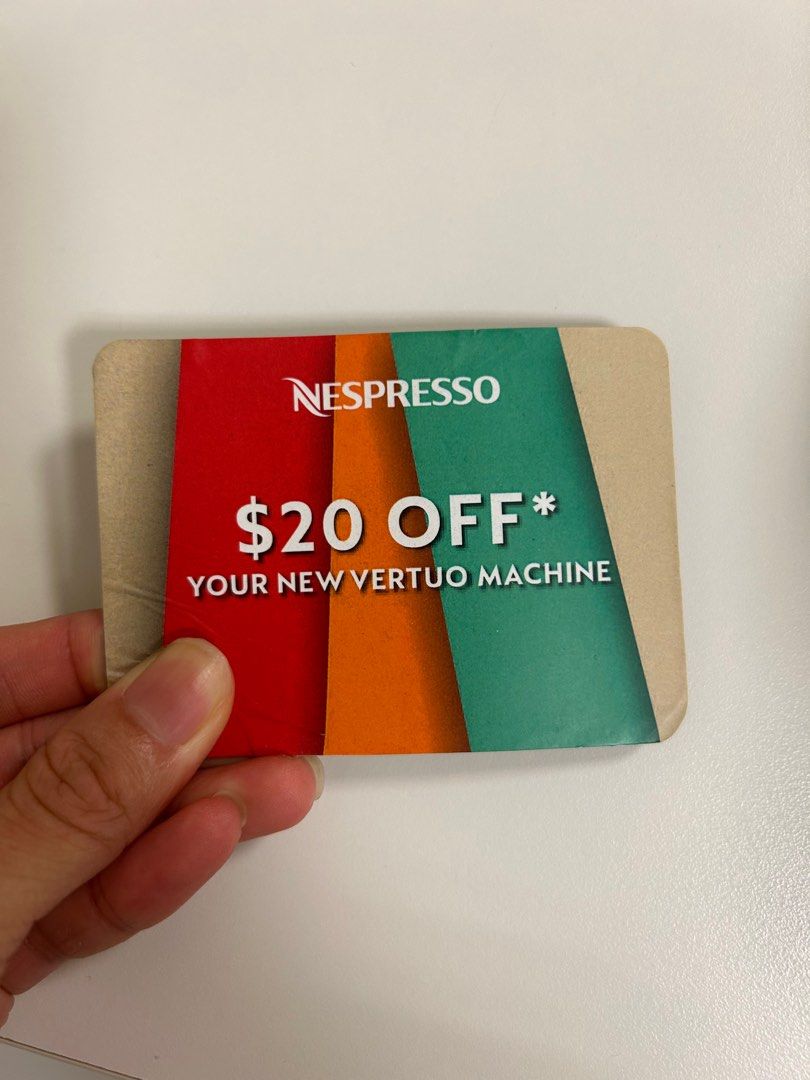 NESPRESSO
$20 OFF*
YOUR NEW VERTUO MACHINE